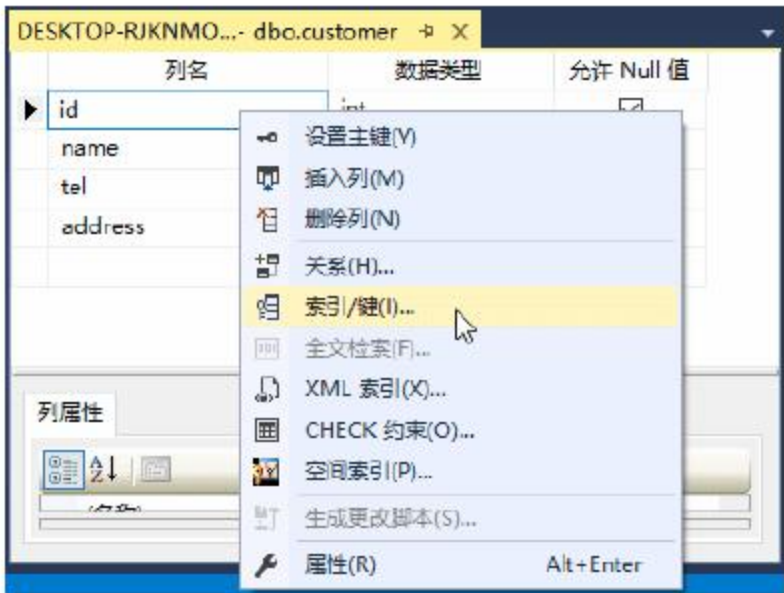 DESKTOP-RJKNMO...- dbo.customer
列名 数据类型 允许 Null 值
id int
name
tel
address
设置主键(Y)
插入列(M)
删除列(N)
关系(H)...
索引/键(I)...
全文检索(F)...
XML 索引(X)...
CHECK 约束(O)...
空间索引(P)...
生成更改脚本(S)...
属性(R) Alt+Enter
列属性